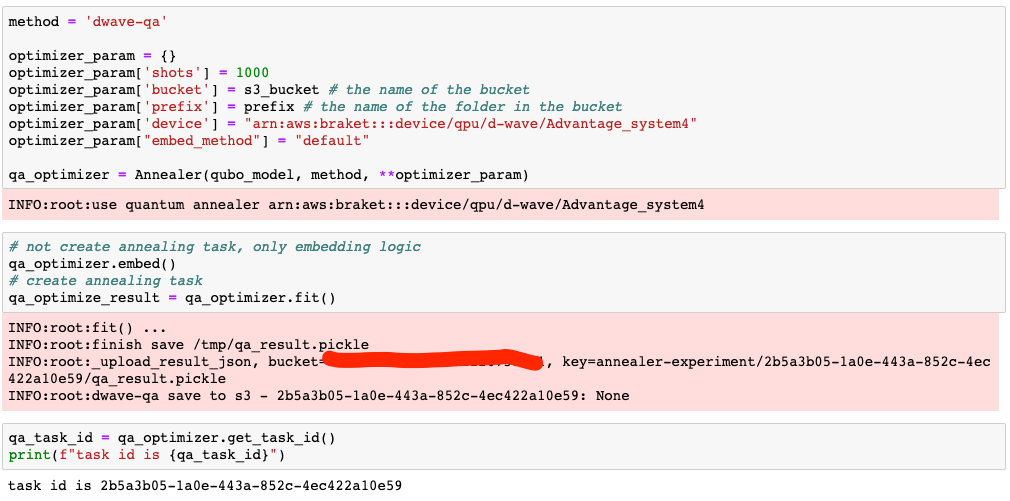 method = 'dwave-qa'
optimizer_param = {}
optimizer_param['shots'] = 1000
optimizer_param['bucket'] = s3_bucket # the name of the bucket
optimizer_param['prefix'] = prefix # the name of the folder in the bucket
optimizer_param['device'] = "arn:aws:braket:::device/qpu/d-wave/Advantage_system4"
optimizer_param["embed_method"] = "default"
qa_optimizer = Annealer(qubo_model, method, **optimizer_param)
INFO:root:use quantum annealer arn:aws:braket:::device/qpu/d-wave/Advantage_system4
# not create annealing task, only embedding logic
qa_optimizer.embed()
# create annealing task
qa_optimize_result = qa_optimizer.fit()
INFO:root:fit() ...
INFO:root:finish save /tmp/qa_result.pickle
INFO:root:_upload_result_json, bucket= , key=annealer-experiment/2b5a3b05-1a0e-443a-852c-4ec
422a10e59/qa_result.pickle
INFO:root:dwave-qa save to s3 - 2b5a3b05-1a0e-443a-852c-4ec422a10e59: None
qa_task_id = qa_optimizer.get_task_id()
print(f"task id is {qa_task_id}")
task id is 2b5a3b05-1a0e-443a-852c-4ec422a10e59